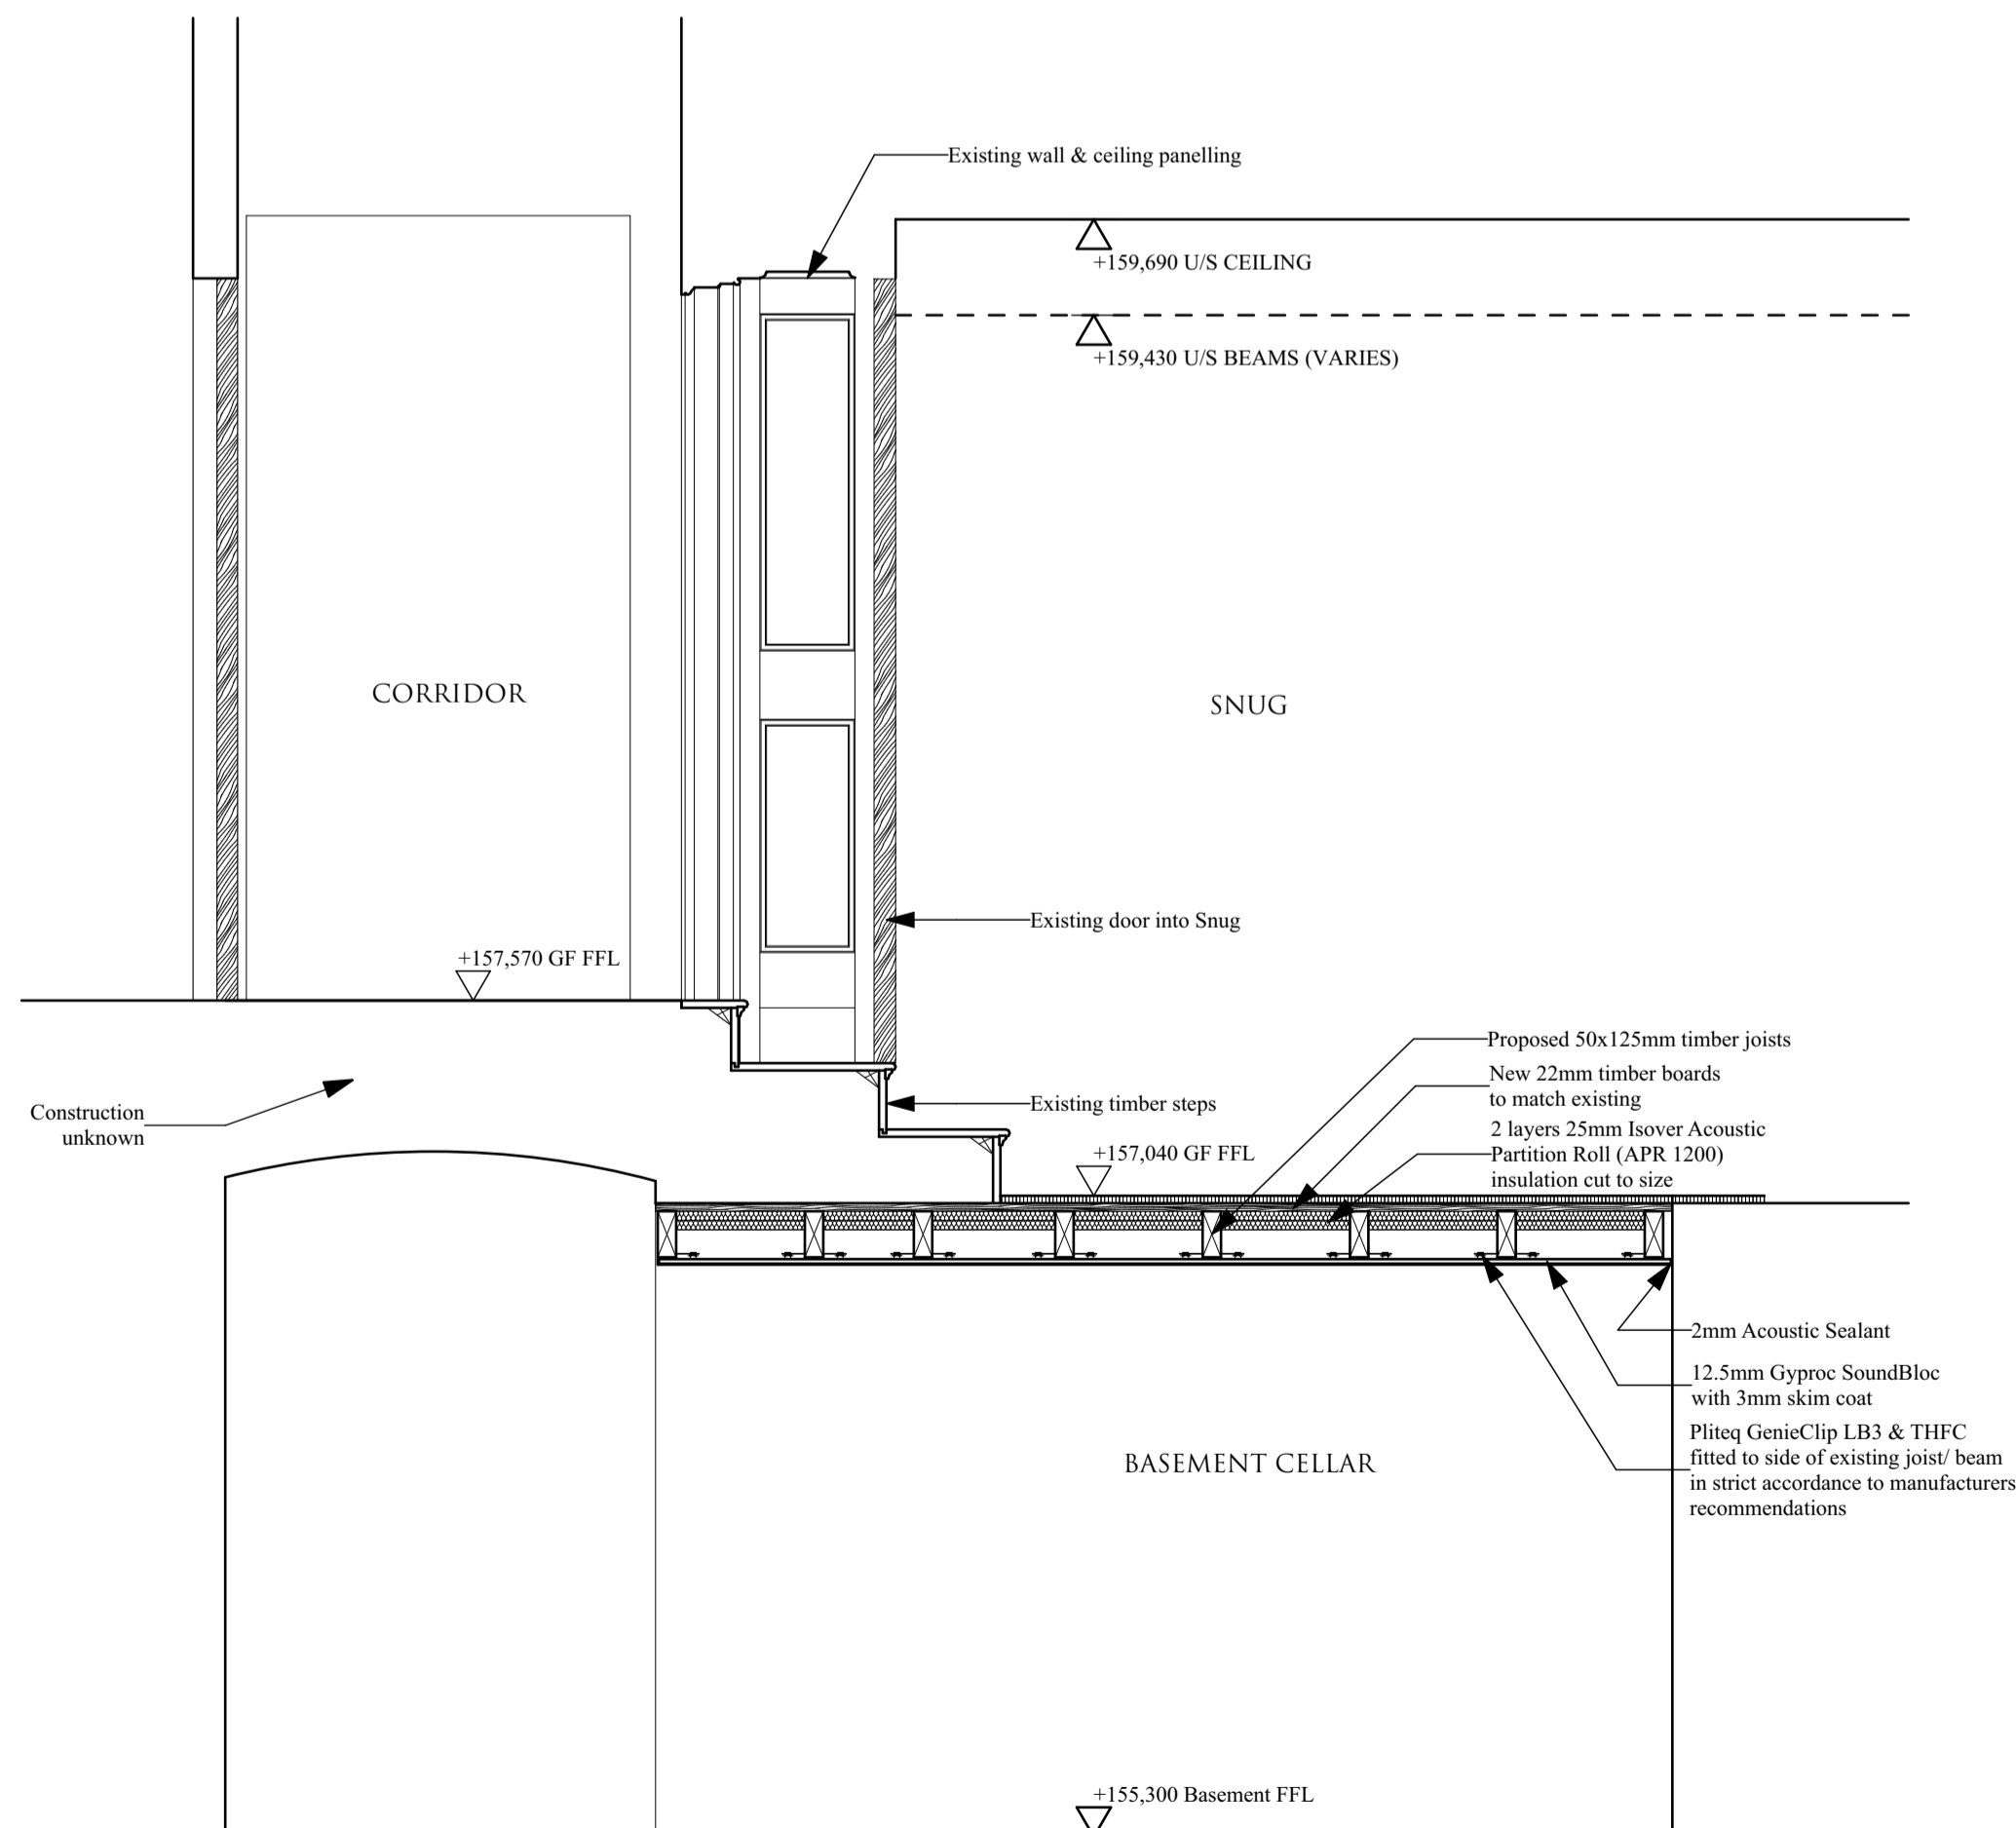 Existing wall & ceiling panelling
+159,690 U/S CEILING
+159,430 U/S BEAMS (VARIES)
CORRIDOR
SNUG
Existing door into Snug
+157,570 GF FFL
Proposed 50x125mm timber joists
New 22mm timber boards
to match existing
Construction
unknown
Existing timber steps
2 layers 25mm Isover Acoustic
Partition Roll (APR 1200)
insulation cut to size
+157,040 GF FFL
2mm Acoustic Sealant
12.5mm Gyproc SoundBloc
with 3mm skim coat
Pliteq GenieClip LB3 & THFC
fitted to side of existing joist/ beam
in strict accordance to manufacturers
recommendations
BASEMENT CELLAR
+155,300 Basement FFL